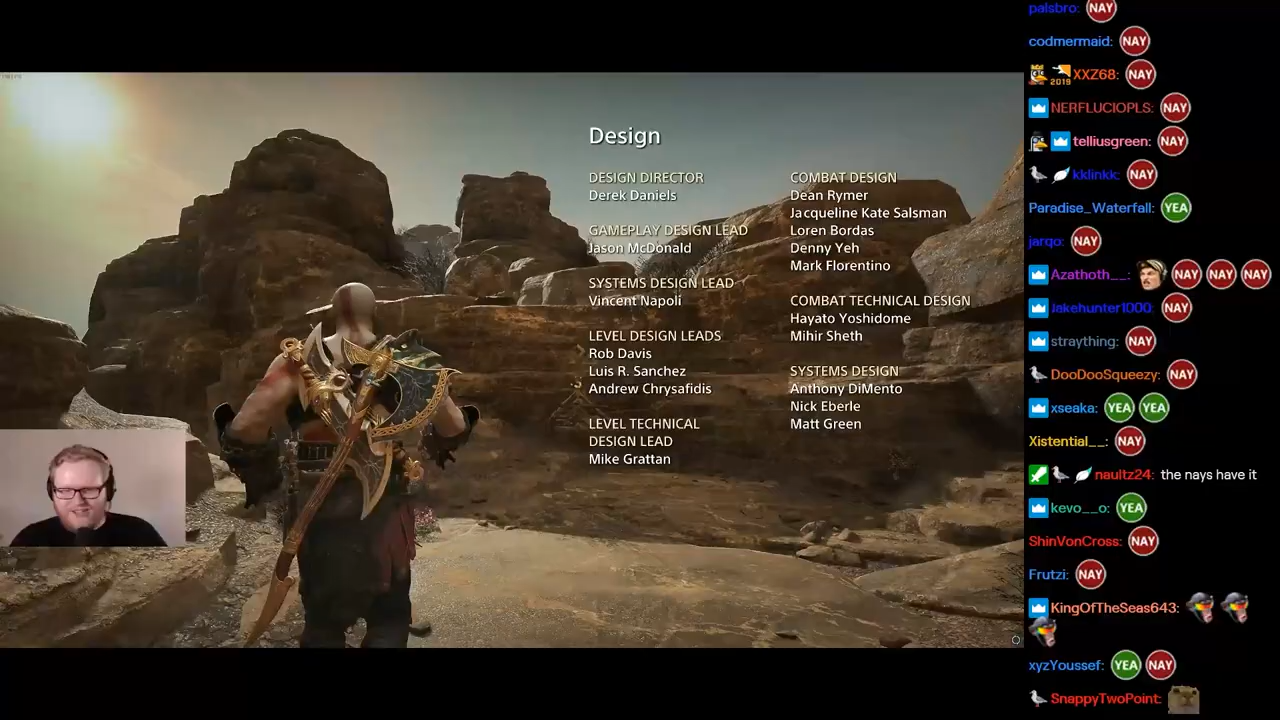 Design
DESIGN DIRECTOR
Derek Daniels
GAMEPLAY DESIGN LEAD
Jason McDonald
SYSTEMS DESIGN LEAD
Vincent Napoli
LEVEL DESIGN LEADS
Rob Davis
Luis R. Sanchez
Andrew Chrysafidis
LEVEL TECHNICAL
DESIGN LEAD
Mike Grattan
COMBAT DESIGN
Dean Rymer
Jacqueline Kate Salsman
Loren Bordas
Denny Yeh
Mark Florentino
COMBAT TECHNICAL DESIGN
Hayato Yoshidome
Mihir Sheth
SYSTEMS DESIGN
Anthony DiMento
Nick Eberle
Matt Green
palsbro: NAY
codmermaid: NAY
2019 XXZ68: NAY
NERFLUCIOPLS: NAY
telliusgreen: NAY
kklinkk: NAY
Paradise_Waterfall: YEA
jarqo: NAY
Azathoth__: NAY NAY NAY
Jakehunter1000: NAY
straything: NAY
DooDooSqueezy: NAY
xseaka: YEA YEA
Xistential__: NAY
naultz24: the nays have it
kevo__o: YEA
ShinVonCross: NAY
Frutzi: NAY
KingOfTheSeas643:
xyzYoussef: YEA NAY
SnappyTwoPoint: